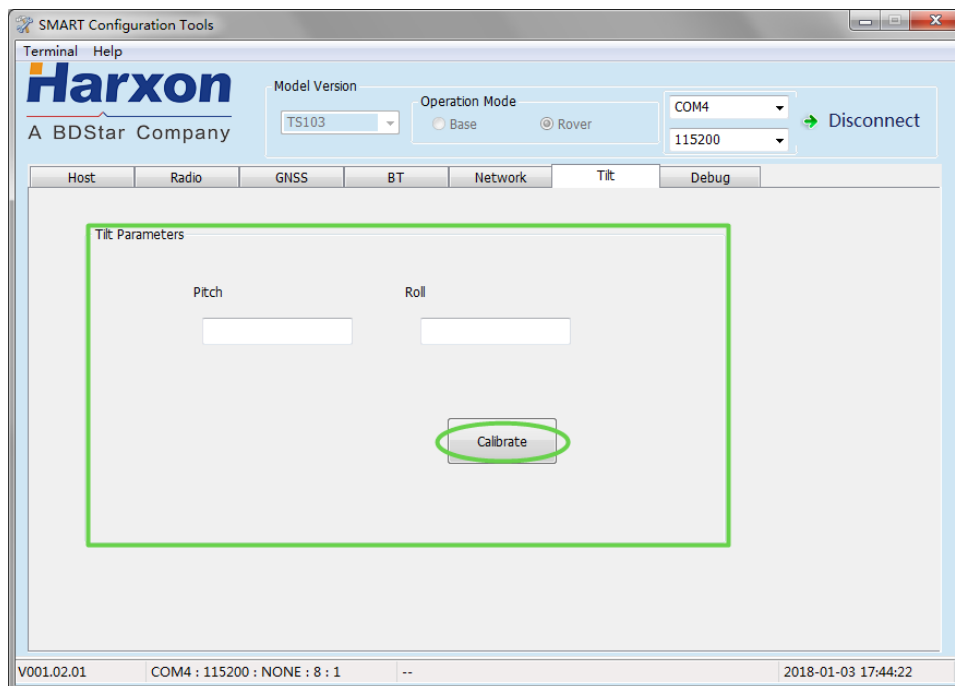 SMART Configuration Tools
Terminal Help
Harxon
A BDStar Company
Model Version
TS103
Operation Mode
Base
Rover
COM4
115200
Disconnect
Host Radio GNSS BT Network Tilt Debug
Tilt Parameters
Pitch Roll
Calibrate
V001.02.01 COM4 : 115200 : NONE : 8 : 1 -- 2018-01-03 17:44:22